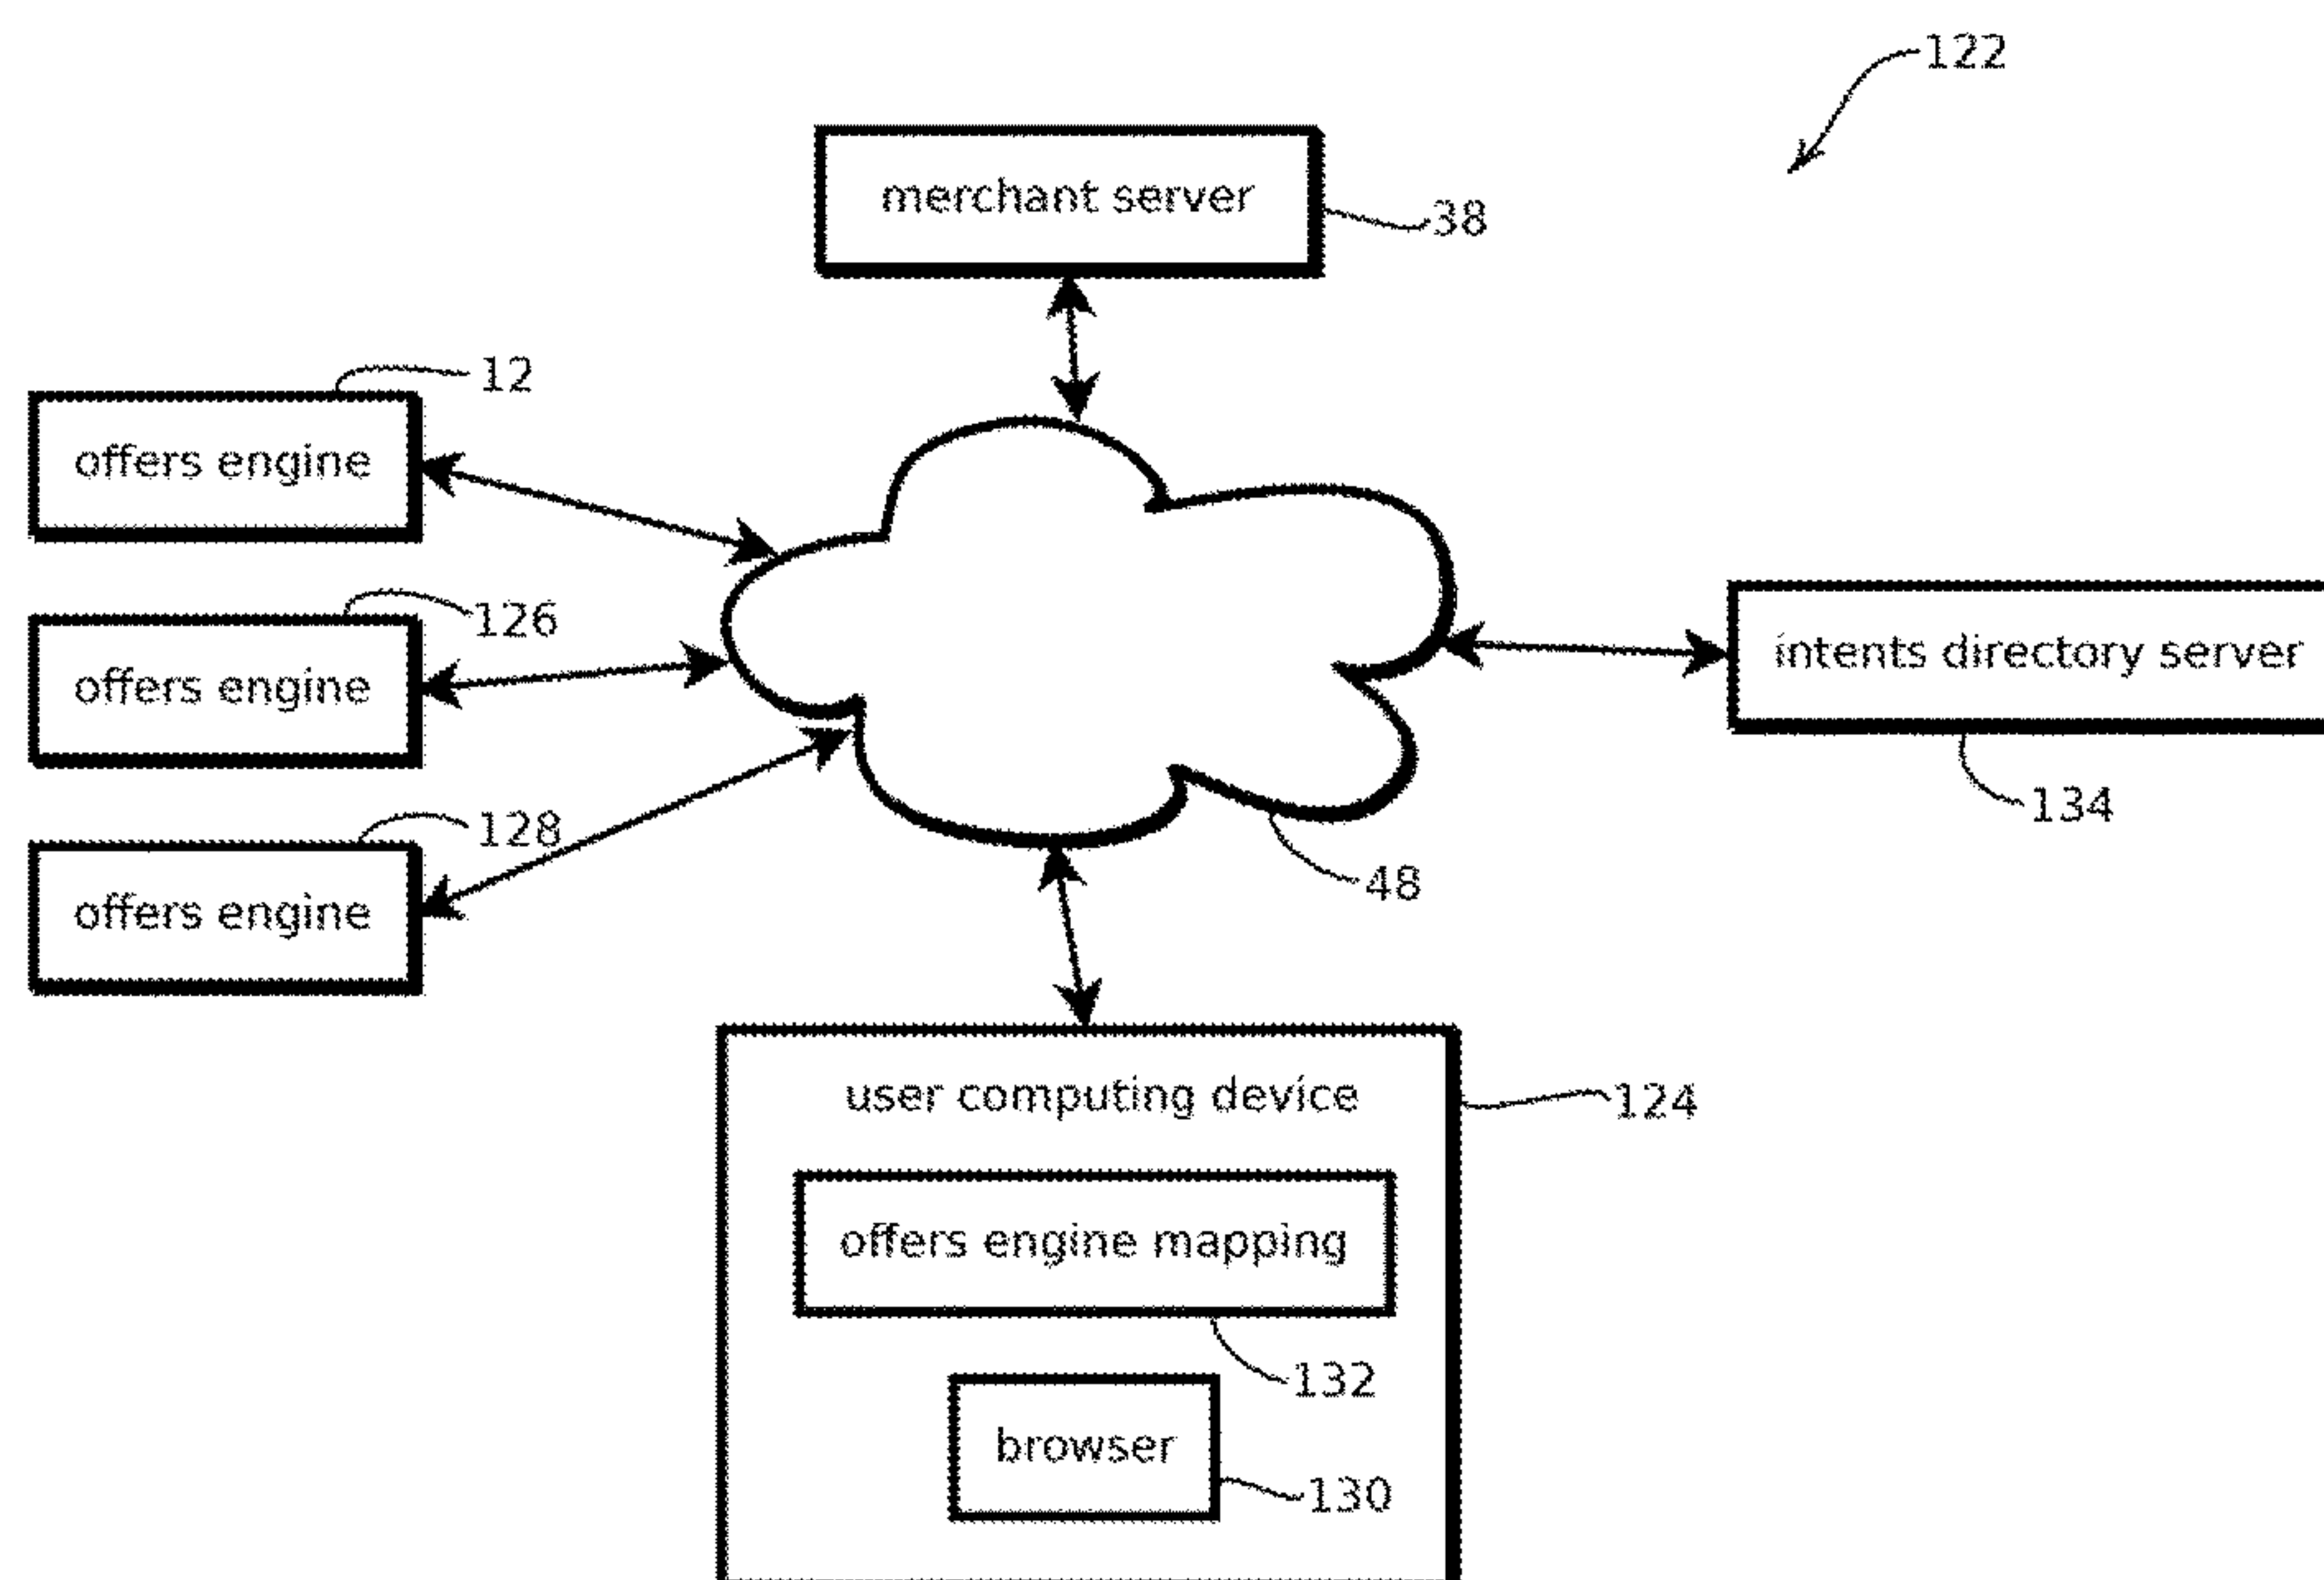 122
merchant server
38
12
offers engine
126
offers engine
intents directory server
134
128
offers engine
48
user computing device
124
offers engine mapping
132
browser
130